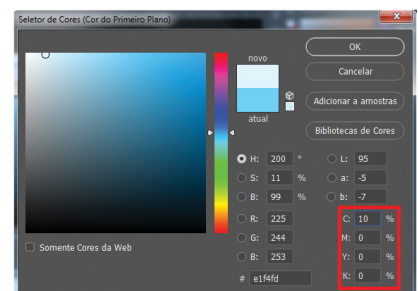 Seletor de Cores (Cor do Primeiro Plano)
novo
atual
OK
Cancelar
Adicionar a amostras
Bibliotecas de Cores
H: 200 °
L: 95
S: 11 %
a: -5
B: 99 %
b: -7
R: 225
C: 10 %
G: 244
M: 0 %
B: 253
Y: 0 %
# e1f4fd
K: 0 %
Somente Cores da Web